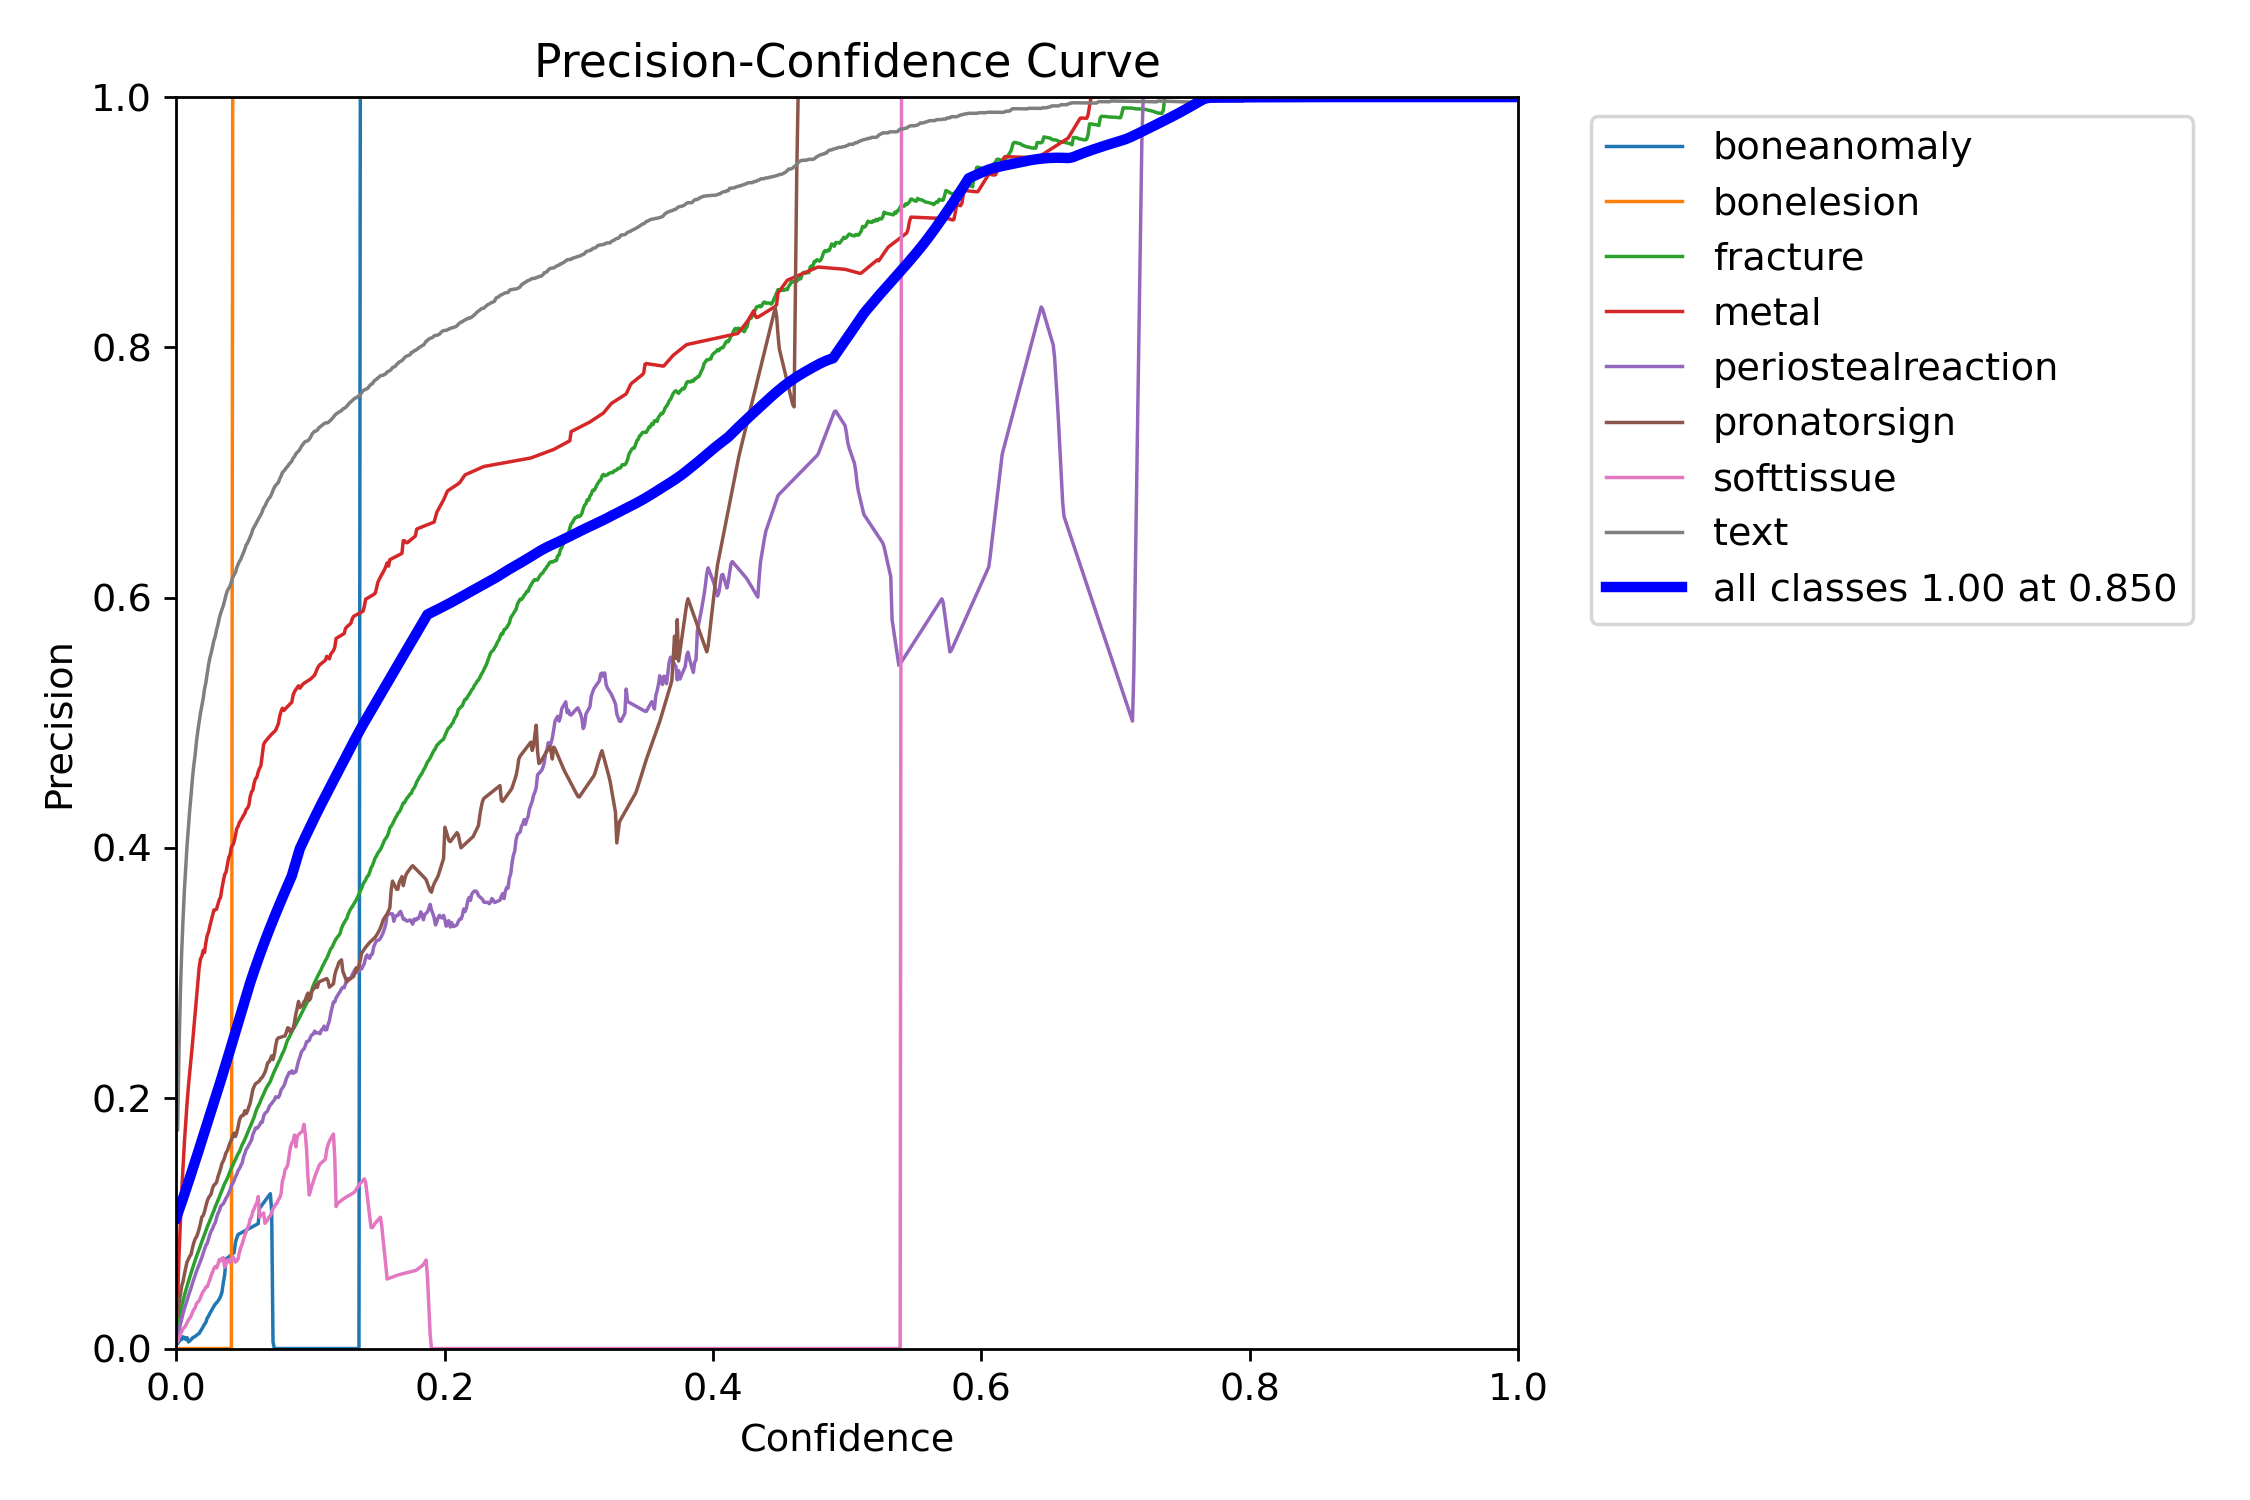 Precision-Confidence Curve
1.0
0.8
0.6
0.4
0.2
0.0
Precision
0.0 0.2 0.4 0.6 0.8 1.0
Confidence
boneanomaly
bonelesion
fracture
metal
periostealreaction
pronatorsign
softtissue
text
all classes 1.00 at 0.850